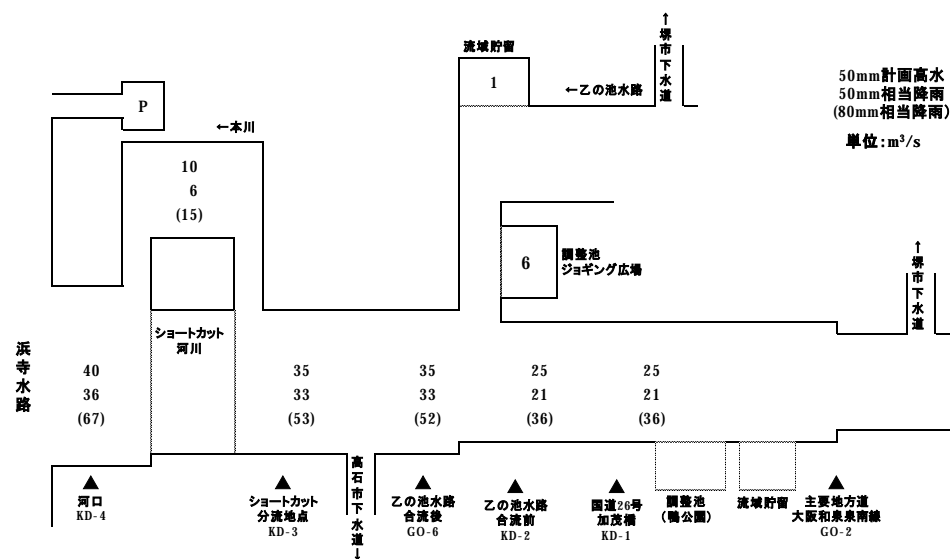 ↑堺市下水道
流域貯留
1
←乙の池水路
50mm計画高水
50mm相当降雨
(80mm相当降雨)
単位:m³/s
P
←本川
10
6
(15)
6
調整池
ジョギング広場
↑堺市下水道
ショートカット
河川
浜寺水路
40
36
(67)
35
33
(53)
35
33
(52)
25
21
(36)
25
21
(36)
高石市下水道↓
▲
河口
KD-4
▲
ショートカット
分流地点
KD-3
▲
乙の池水路
合流後
GO-6
▲
乙の池水路
合流前
KD-2
▲
国道26号
加茂橋
KD-1
調整池
(鴨公園)
流域貯留
▲
主要地方道
大阪和泉泉南線
GO-2